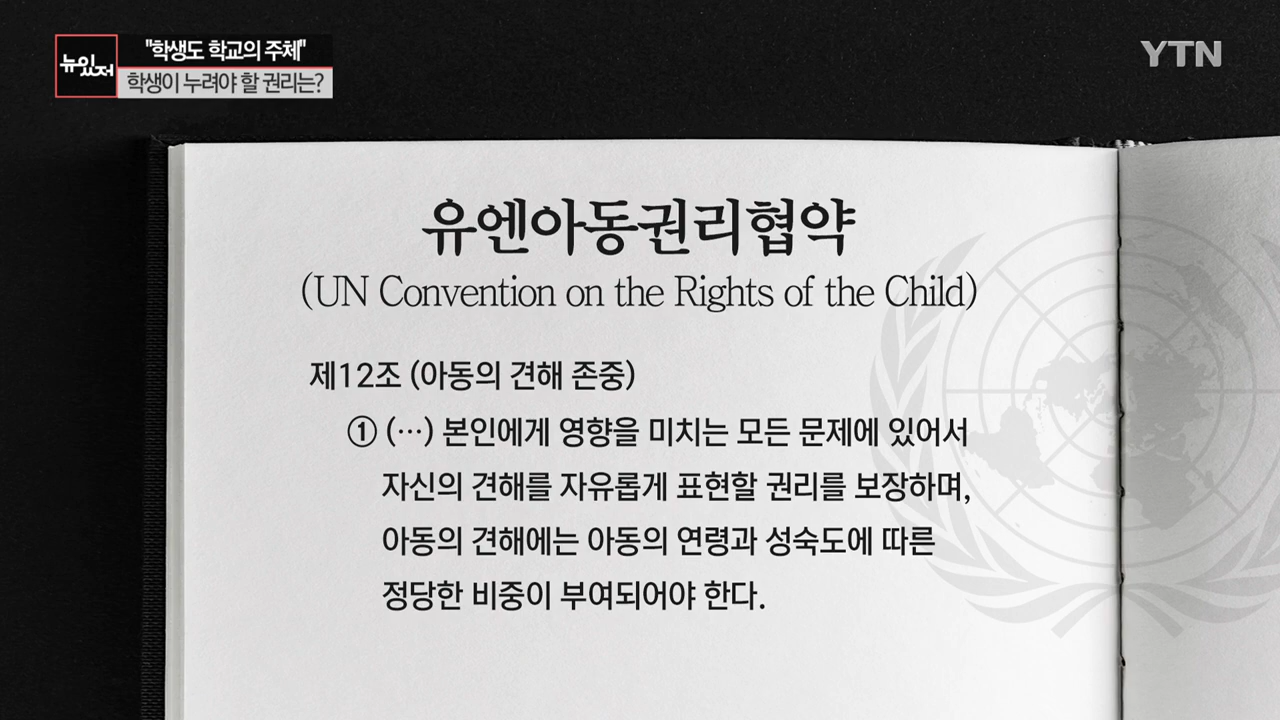 뉴있저
"학생도 학교의 주체"
학생이 누려야 할 권리는?
YTN
유엔아동권리협약
(UN Convention on the Rights of the Child)
제12조 (아동의 견해 존중)
① (…) 본인에게 영향을 미치는 모든 문제에 있어서
자신의 견해를 자유롭게 표현할 권리를 보장하며,
아동의 견해에는 아동의 연령과 성숙도에 따른
정당한 비중이 부여되어야 한다.